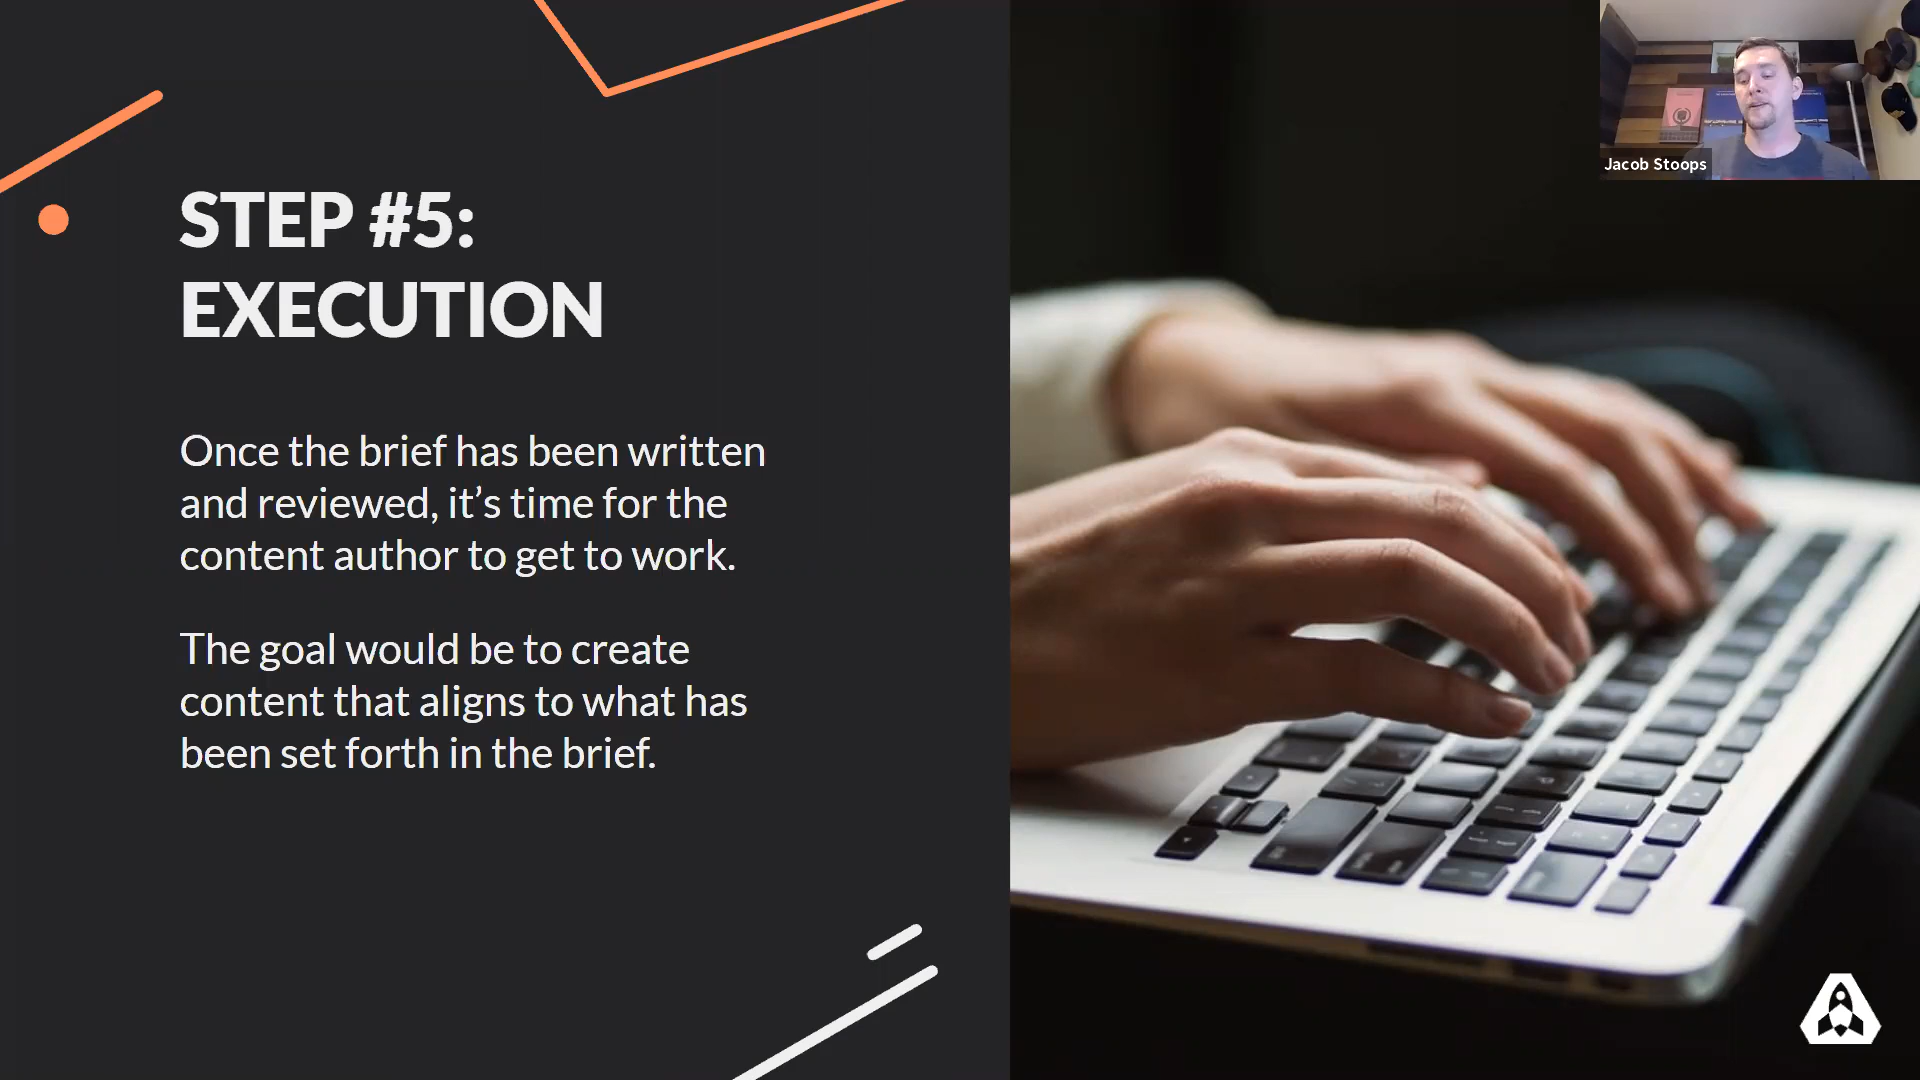 STEP #5:
EXECUTION
Once the brief has been written
and reviewed, it’s time for the
content author to get to work.
The goal would be to create
content that aligns to what has
been set forth in the brief.
Jacob Stoops